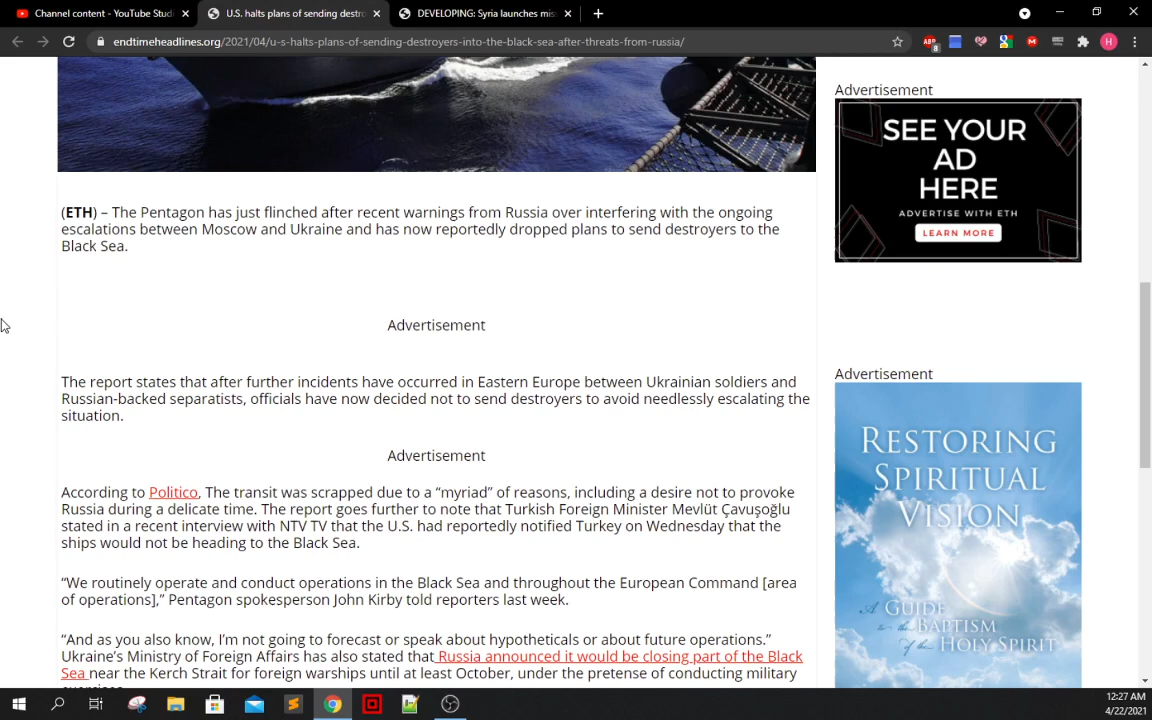 Channel content - YouTube Studi
U.S. halts plans of sending destro
DEVELOPING: Syria launches mis
endtimeheadlines.org/2021/04/u-s-halts-plans-of-sending-destroyers-into-the-black-sea-after-threats-from-russia/
8
H
Advertisement
SEE YOUR
AD
HERE
ADVERTISE WITH ETH
LEARN MORE
(ETH) – The Pentagon has just flinched after recent warnings from Russia over interfering with the ongoing
escalations between Moscow and Ukraine and has now reportedly dropped plans to send destroyers to the
Black Sea.
Advertisement
The report states that after further incidents have occurred in Eastern Europe between Ukrainian soldiers and
Russian-backed separatists, officials have now decided not to send destroyers to avoid needlessly escalating the
situation.
Advertisement
According to Politico, The transit was scrapped due to a “myriad” of reasons, including a desire not to provoke
Russia during a delicate time. The report goes further to note that Turkish Foreign Minister Mevlüt Çavuşoğlu
stated in a recent interview with NTV TV that the U.S. had reportedly notified Turkey on Wednesday that the
ships would not be heading to the Black Sea.
“We routinely operate and conduct operations in the Black Sea and throughout the European Command [area
of operations],” Pentagon spokesperson John Kirby told reporters last week.
“And as you also know, I’m not going to forecast or speak about hypotheticals or about future operations.”
Ukraine’s Ministry of Foreign Affairs has also stated that Russia announced it would be closing part of the Black
Sea near the Kerch Strait for foreign warships until at least October, under the pretense of conducting military
Advertisement
RESTORING
SPIRITUAL
VISION
A GUIDE
to the BAPTISM
of the HOLY SPIRIT
12:27 AM
4/22/2021